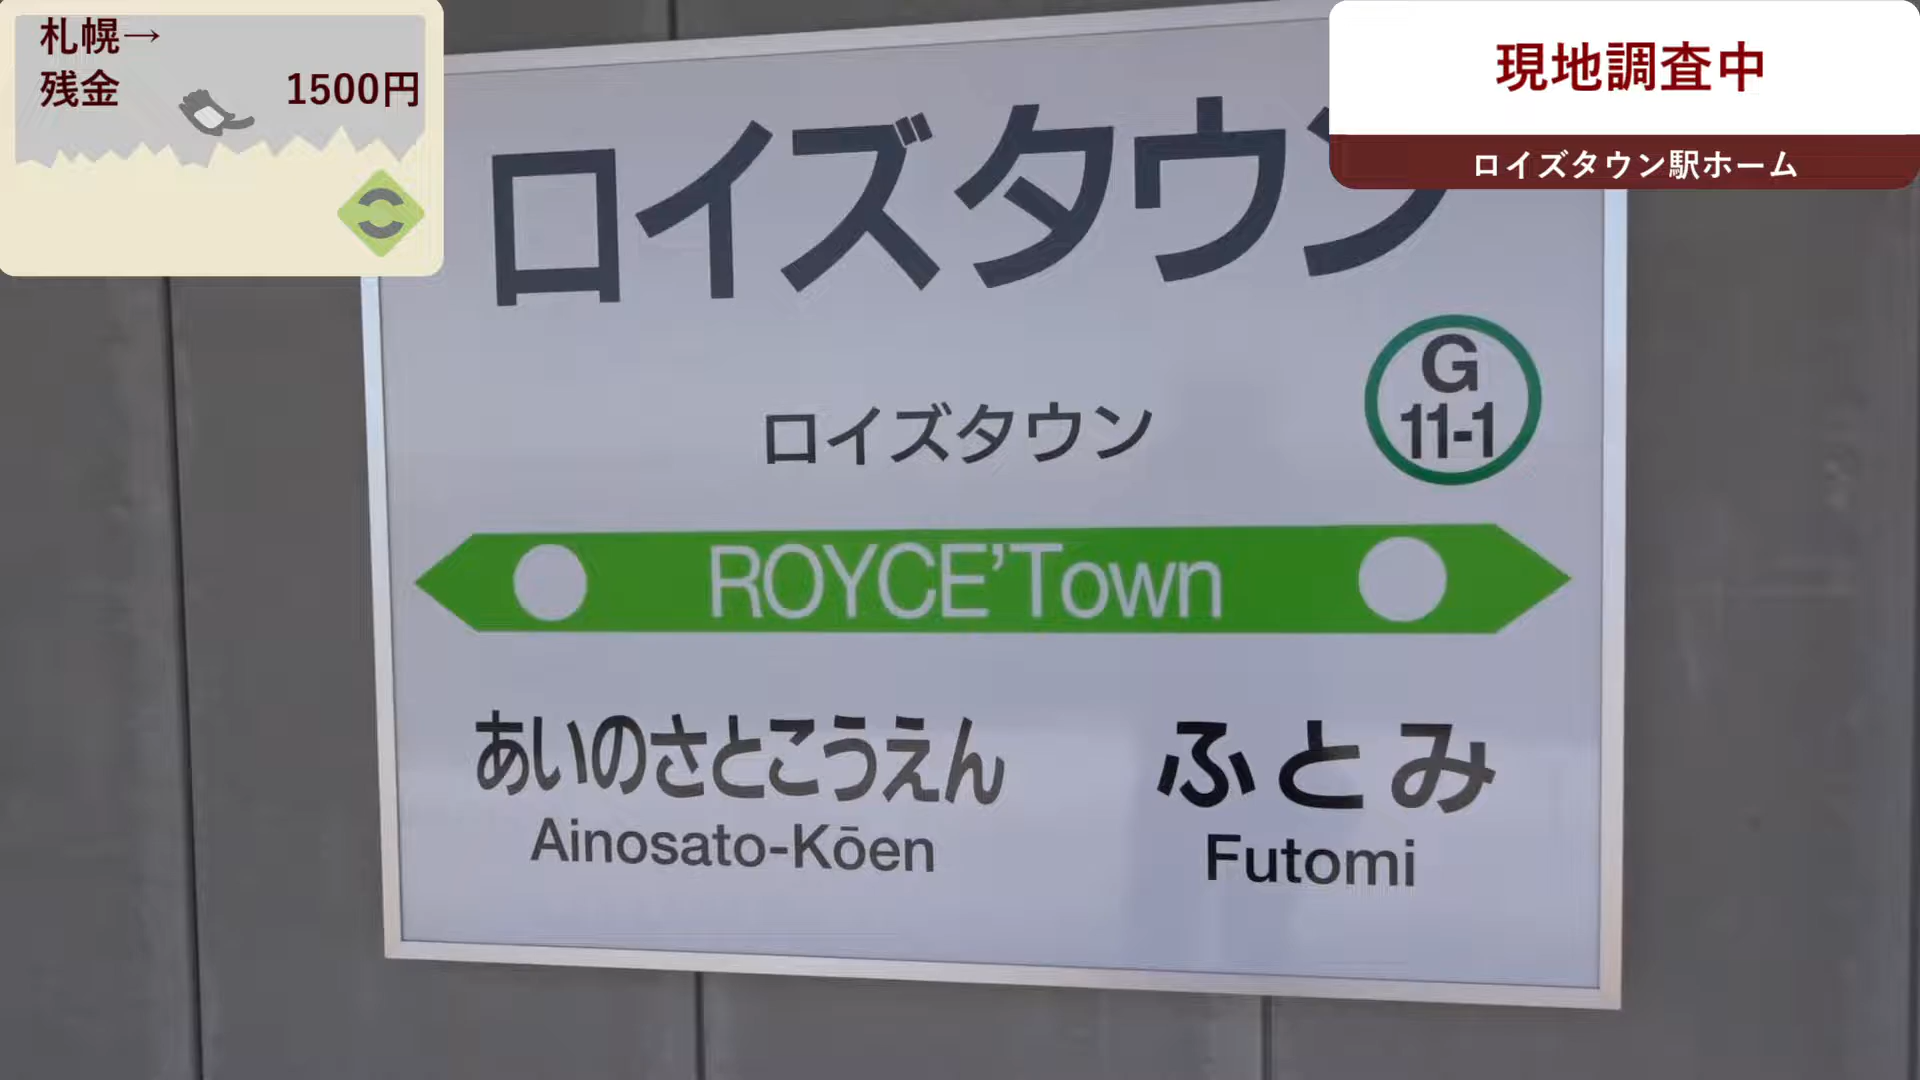 札幌→
残金 1500円
現地調査中
ロイズタウン駅ホーム
ロイズタウン
ロイズタウン
G
11-1
ROYCE'Town
あいのさとこうえん ふとみ
Ainosato-Kōen Futomi